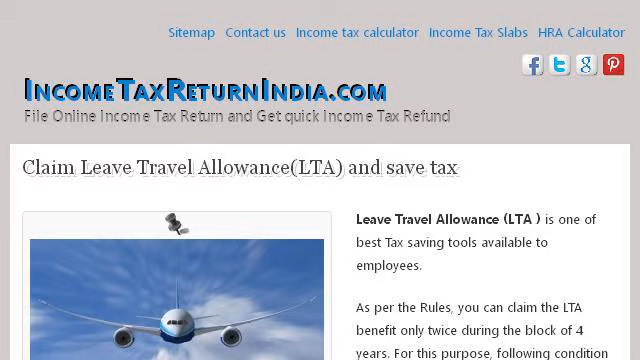 Sitemap Contact us Income tax calculator Income Tax Slabs HRA Calculator
IncomeTaxReturnIndia.com
File Online Income Tax Return and Get quick Income Tax Refund
Claim Leave Travel Allowance(LTA) and save tax
Leave Travel Allowance (LTA ) is one of
best Tax saving tools available to
employees.
As per the Rules, you can claim the LTA
benefit only twice during the block of 4
years. For this purpose, following condition